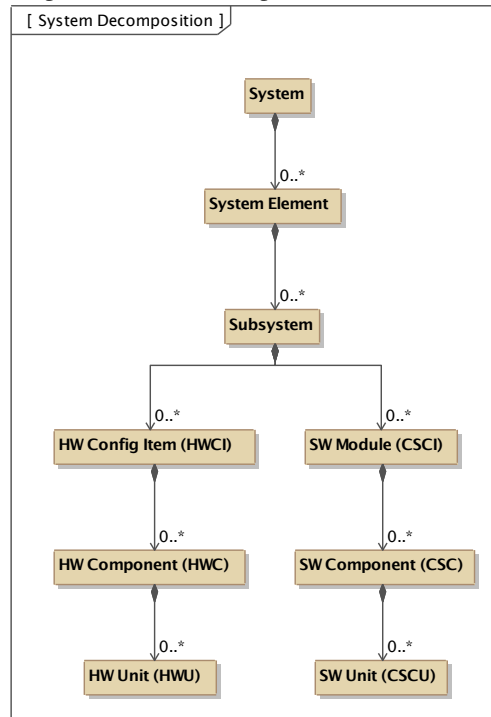 [ System Decomposition ]
System
0..*
System Element
0..*
Subsystem
0..*
0..*
HW Config Item (HWCI)
SW Module (CSCI)
0..*
0..*
HW Component (HWC)
SW Component (CSC)
0..*
0..*
HW Unit (HWU)
SW Unit (CSCU)